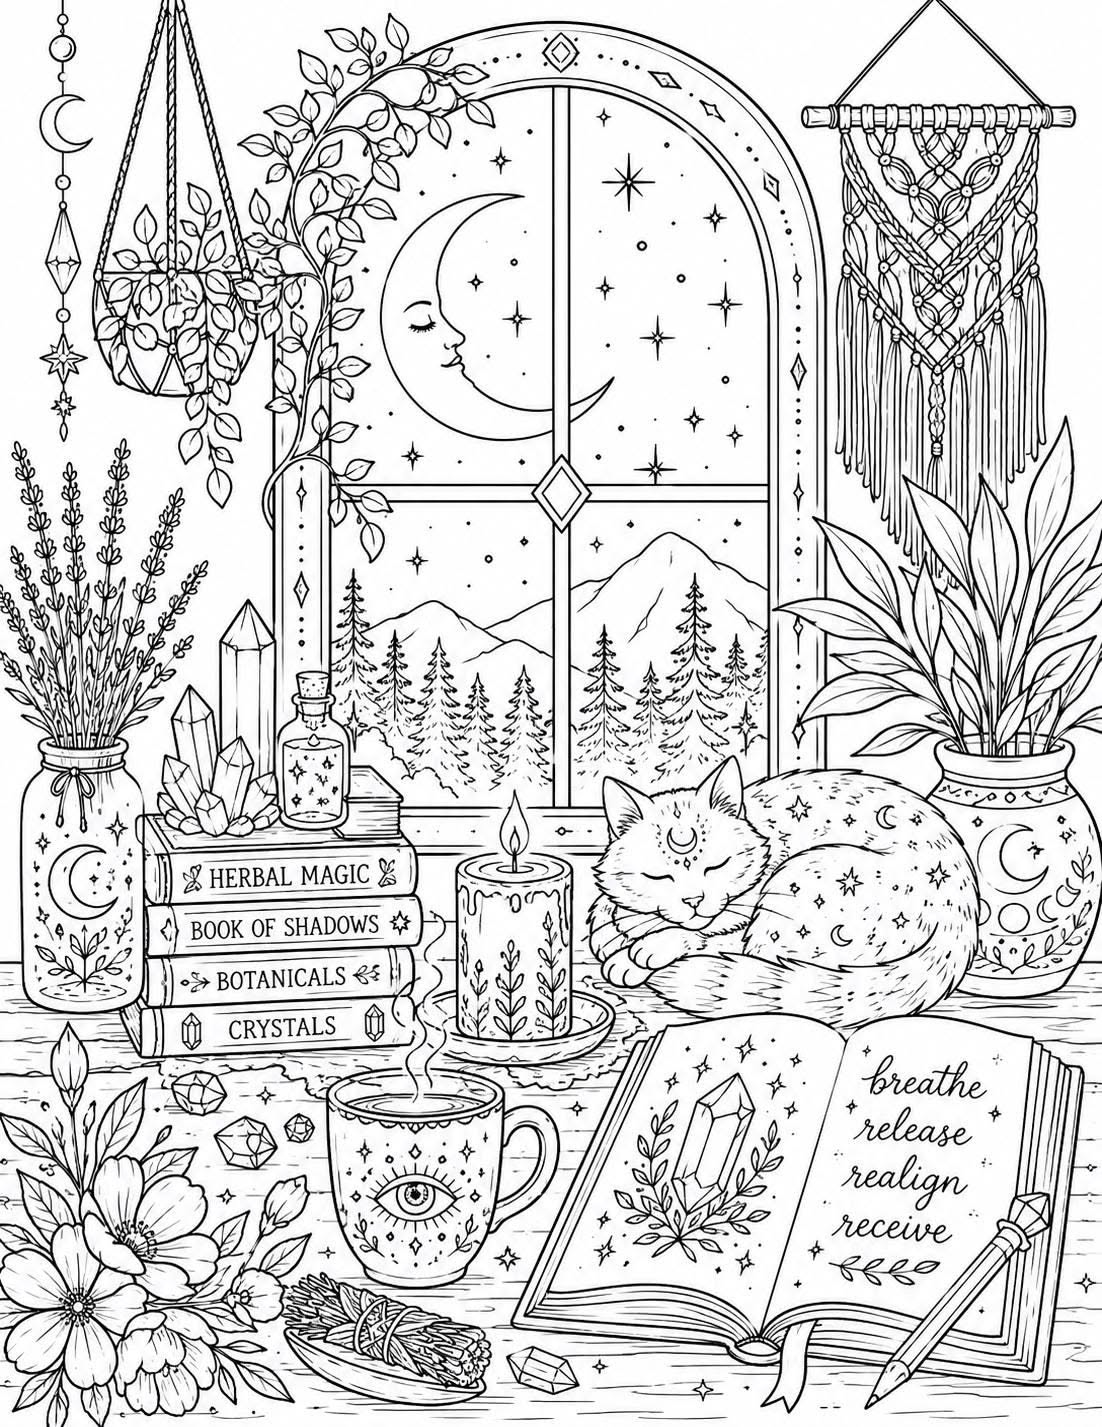 HERBAL MAGIC
BOOK OF SHADOWS
BOTANICALS
CRYSTALS
breathe
release
realign
receive